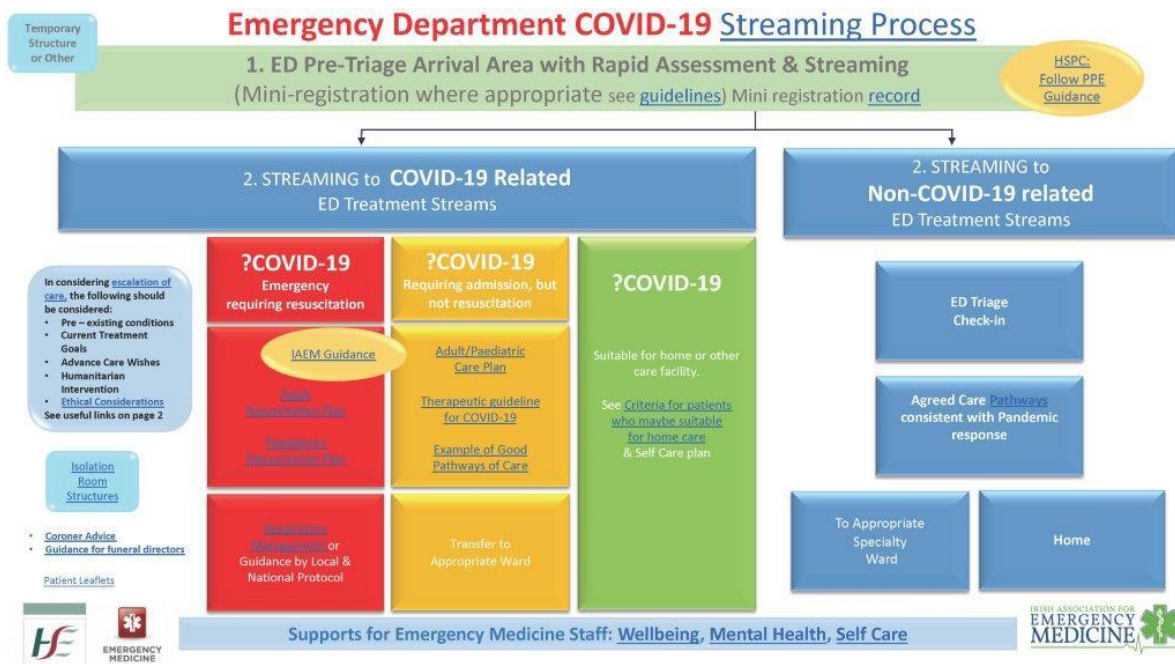 Temporary
Structure
or Other
Emergency Department COVID-19 Streaming Process
1. ED Pre-Triage Arrival Area with Rapid Assessment & Streaming
(Mini-registration where appropriate see guidelines) Mini registration record
HSPC:
Follow PPE
Guidance
2. STREAMING to COVID-19 Related
ED Treatment Streams
2. STREAMING to
Non-COVID-19 related
ED Treatment Streams
In considering escalation of
care, the following should
be considered:
• Pre – existing conditions
• Current Treatment
Goals
• Advance Care Wishes
• Humanitarian
Intervention
• Ethical Considerations
See useful links on page 2
Isolation
Room
Structures
• Coroner Advice
• Guidance for funeral directors
Patient Leaflets
?COVID-19
Emergency
requiring resuscitation
IAEM Guidance
Adult
Resuscitation Plan
Paediatrics
Resuscitation Plan
Respiratory
Management or
Guidance by Local &
National Protocol
?COVID-19
Requiring admission, but
not resuscitation
Adult/Paediatric
Care Plan
Therapeutic guideline
for COVID-19
Example of Good
Pathways of Care
Transfer to
Appropriate Ward
?COVID-19
Suitable for home or other
care facility.
See Criteria for patients
who maybe suitable
for home care
& Self Care plan
ED Triage
Check-in
Agreed Care Pathways
consistent with Pandemic
response
To Appropriate
Specialty
Ward
Home
EMERGENCY
MEDICINE
Supports for Emergency Medicine Staff: Wellbeing, Mental Health, Self Care
IRISH ASSOCIATION FOR
EMERGENCY
MEDICINE